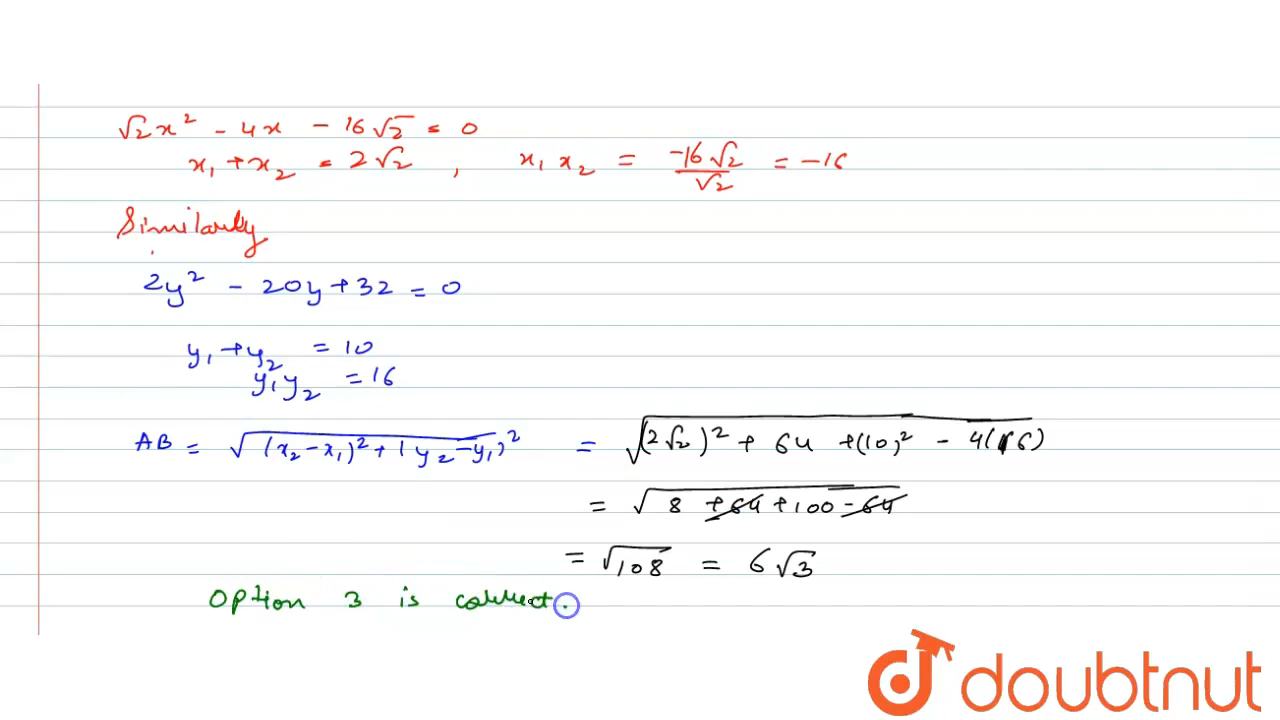 √2x² - 4x - 16√2 = 0
x₁ + x₂ = 2√2 , x₁ x₂ = -16√2/√2 = -16
Similarly
2y² - 20y + 32 = 0
y₁ + y₂ = 10
y₁y₂ = 16
AB = √(x₂-x₁)² + (y₂-y₁)² = √(2√2)² + 64 + (10)² - 4(16)
= √8 + 64 + 100 - 64
= √108 = 6√3
Option 3 is correct.
doubtnut